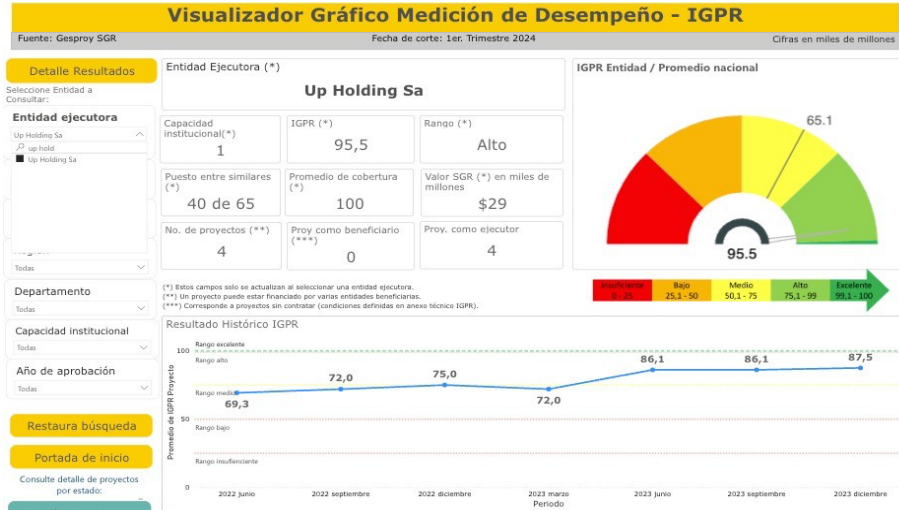 Visualizador Gráfico Medición de Desempeño - IGPR
Fuente: Gesproy SGR
Fecha de corte: 1er. Trimestre 2024
Cifras en miles de millones
Detalle Resultados
Seleccione Entidad a
Consultar:
Entidad ejecutora
Up Holding Sa
up hold
Up Holding Sa
Todas
Departamento
Todas
Capacidad institucional
Todas
Año de aprobación
Todas
Restaura búsqueda
Portada de inicio
Consulte detalle de proyectos
por estado:
Entidad Ejecutora (*)
Up Holding Sa
Capacidad
institucional(*)
1
IGPR (*)
95,5
Rango (*)
Alto
Puesto entre similares
(*)
40 de 65
Promedio de cobertura
(*)
100
Valor SGR (*) en miles de
millones
$29
No. de proyectos (**)
4
Proy como beneficiario
(***)
0
Proy. como ejecutor
4
(*) Estos campos solo se actualizan al seleccionar una entidad ejecutora.
(**) Un proyecto puede estar financiado por varias entidades beneficiarias.
(***) Corresponde a proyectos sin contratar (condiciones definidas en anexo técnico IGPR).
IGPR Entidad / Promedio nacional
65.1
95.5
Insuficiente
0 - 25
Bajo
25,1 - 50
Medio
50,1 - 75
Alto
75,1 - 99
Excelente
99,1 - 100
Resultado Histórico IGPR
Promedio de IGPR Proyecto
100
50
0
Rango excelente
Rango alto
Rango medio
Rango bajo
Rango insufienciente
69,3
72,0
75,0
72,0
86,1
86,1
87,5
2022 junio
2022 septiembre
2022 diciembre
2023 marzo
2023 junio
2023 septiembre
2023 diciembre
Periodo